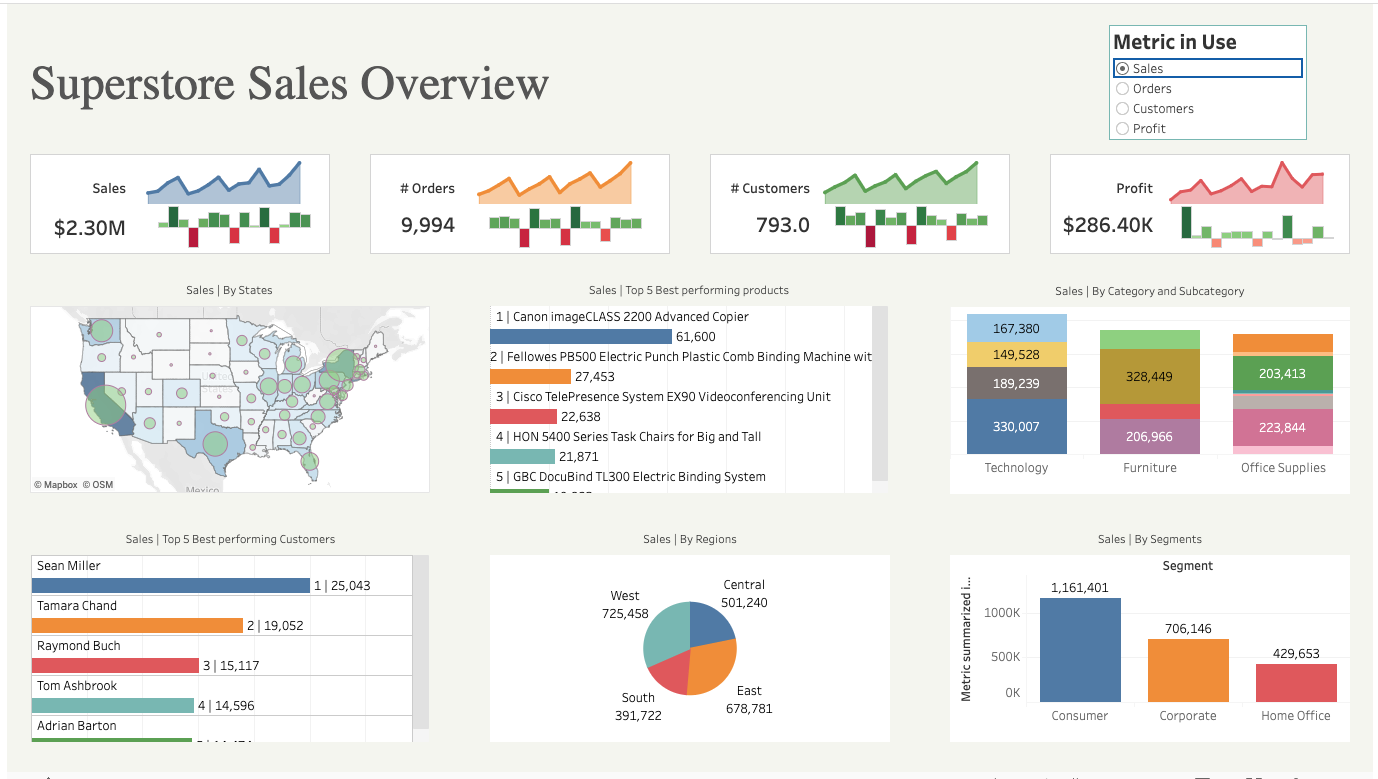 Superstore Sales Overview
Metric in Use
Sales
Orders
Customers
Profit
Sales
$2.30M
# Orders
9,994
# Customers
793.0
Profit
$286.40K
Sales | By States
United States
Mexico
© Mapbox © OSM
Sales | Top 5 Best performing products
1 | Canon imageCLASS 2200 Advanced Copier
61,600
2 | Fellowes PB500 Electric Punch Plastic Comb Binding Machine wit
27,453
3 | Cisco TelePresence System EX90 Videoconferencing Unit
22,638
4 | HON 5400 Series Task Chairs for Big and Tall
21,871
5 | GBC DocuBind TL300 Electric Binding System
Sales | By Category and Subcategory
167,380
149,528
189,239
330,007
328,449
206,966
203,413
223,844
Technology
Furniture
Office Supplies
Sales | Top 5 Best performing Customers
Sean Miller
1 | 25,043
Tamara Chand
2 | 19,052
Raymond Buch
3 | 15,117
Tom Ashbrook
4 | 14,596
Adrian Barton
Sales | By Regions
Central
501,240
West
725,458
East
678,781
South
391,722
Sales | By Segments
Segment
Metric summarized i...
1000K
500K
0K
1,161,401
706,146
429,653
Consumer
Corporate
Home Office